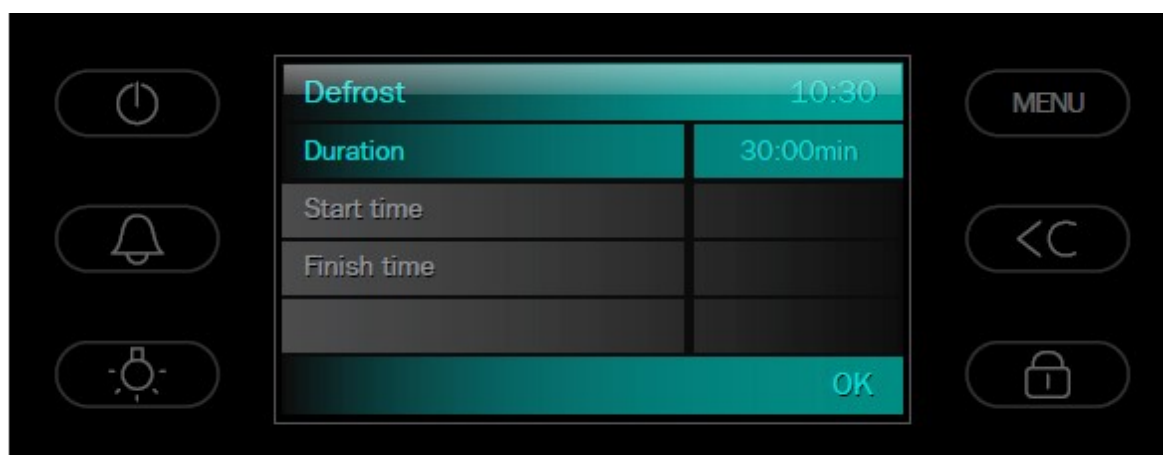 Defrost 10:30
MENU
Duration 30:00min
Start time
<C
Finish time
OK